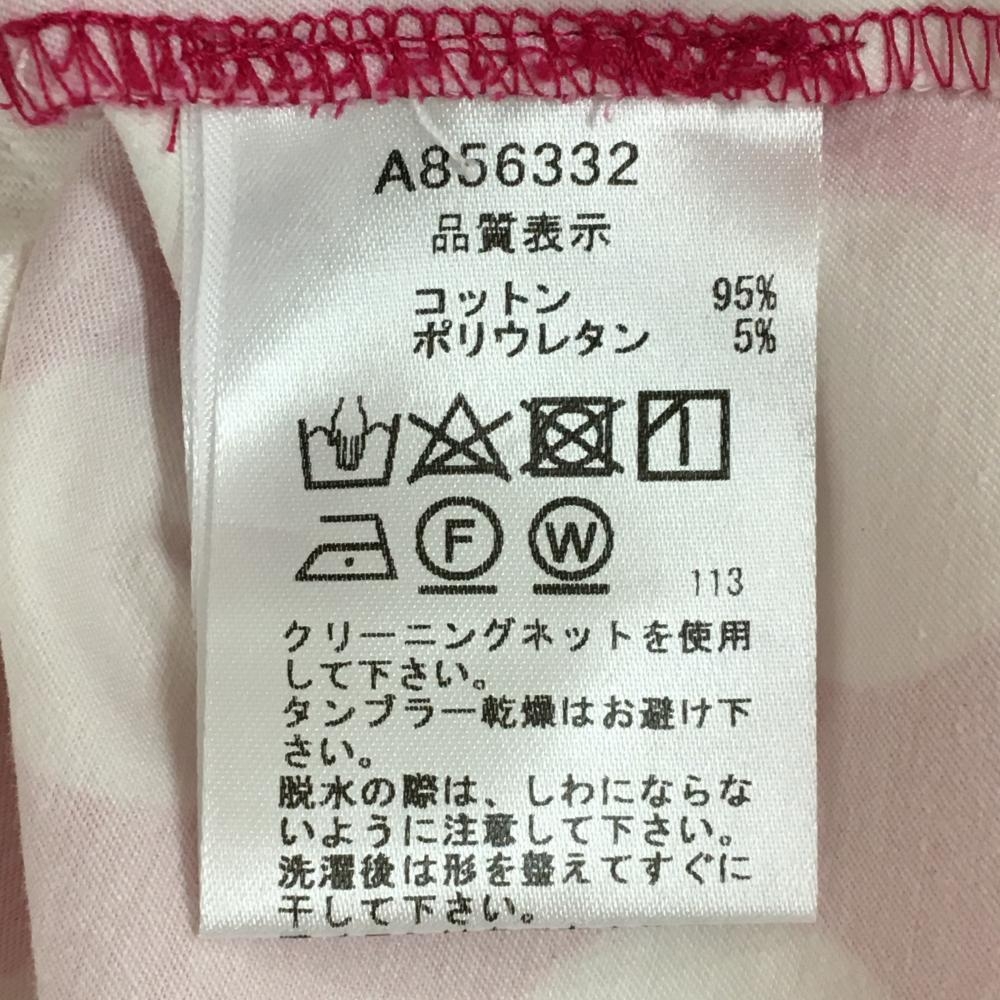 A856332
品質表示
コットン 95%
ポリウレタン 5%
F W 113
クリーニングネットを使用
して下さい。
タンブラー乾燥はお避け下
さい。
脱水の際は、しわにならな
いように注意して下さい。
洗濯後は形を整えてすぐに
干して下さい。